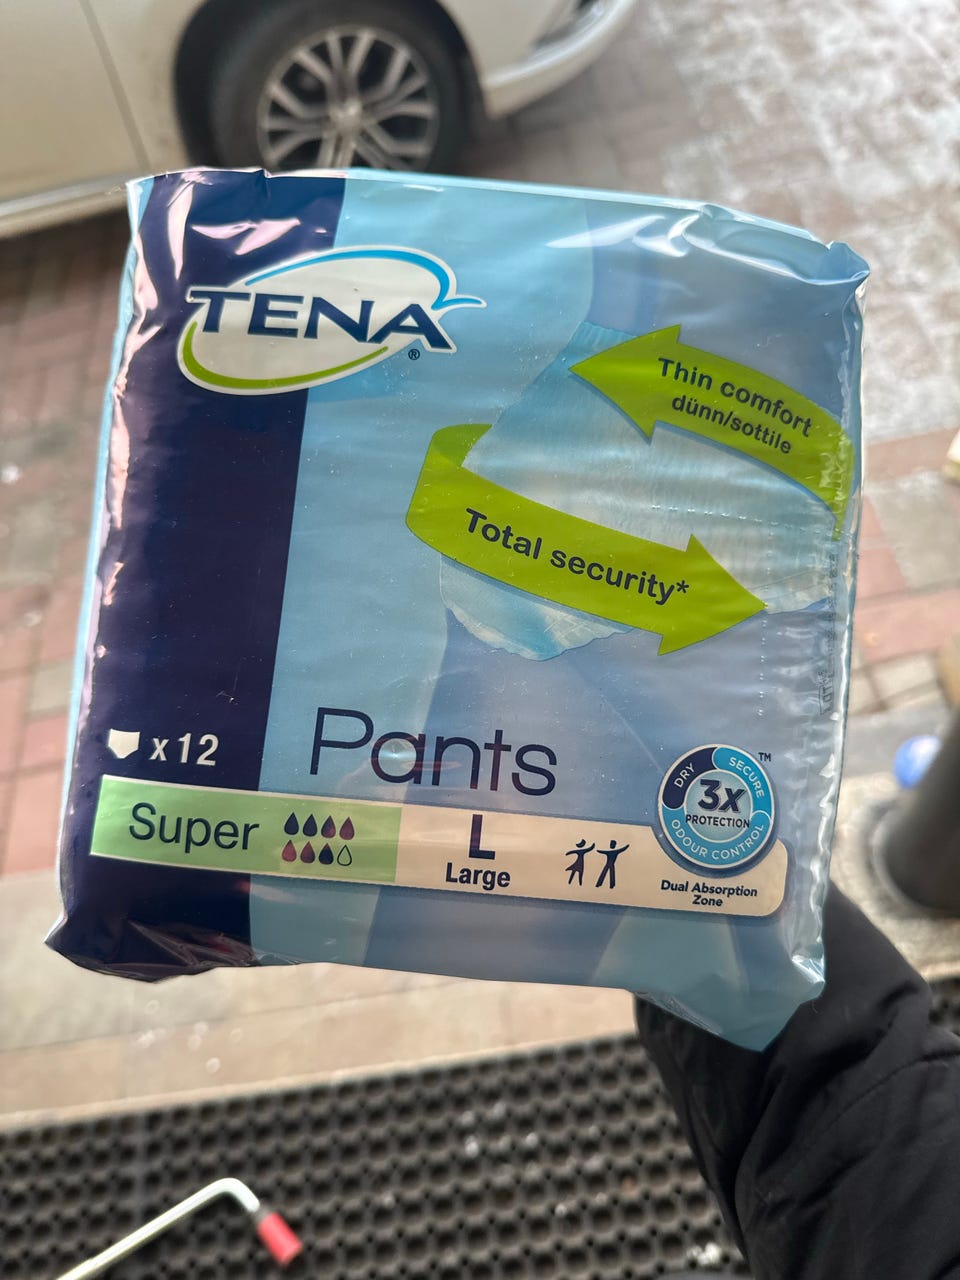 TENA
®
Thin comfort
dünn/sottile
Total security*
x12
Pants
™
DRY
SECURE
3x
PROTECTION
ODOUR CONTROL
Super
L
Large
Dual Absorption
Zone